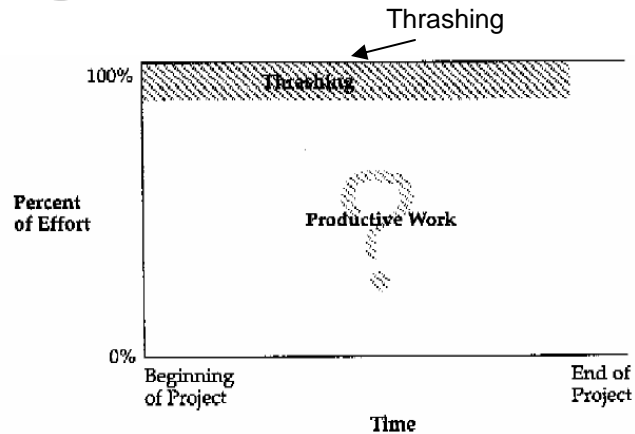 Thrashing
100%
Thrashing
Percent
of Effort
Productive Work
?
0%
Beginning
of Project
End of
Project
Time